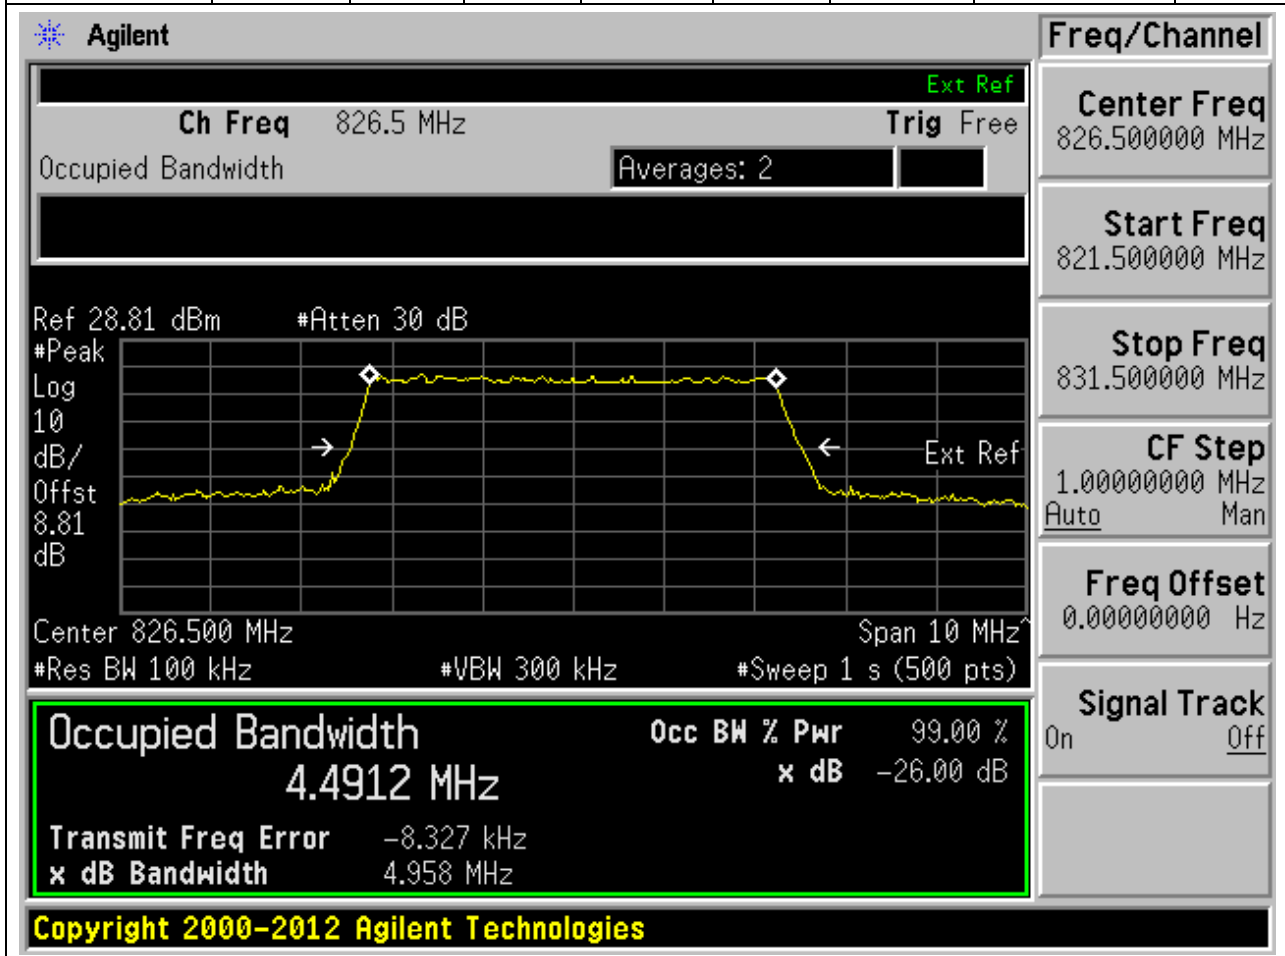 Agilent
Freq/Channel
Ext Ref
Ch Freq 826.5 MHz Trig Free
Occupied Bandwidth Averages: 2
Center Freq
826.500000 MHz
Start Freq
821.500000 MHz
Stop Freq
831.500000 MHz
CF Step
1.00000000 MHz
Auto Man
Freq Offset
0.00000000 Hz
Signal Track
On Off
Ref 28.81 dBm #Atten 30 dB
#Peak
Log
10
dB/
Offst
8.81
dB
Ext Ref
Center 826.500 MHz Span 10 MHz^
#Res BW 100 kHz #VBW 300 kHz #Sweep 1 s (500 pts)
Occupied Bandwidth Occ BW % Pwr 99.00 %
4.4912 MHz x dB -26.00 dB
Transmit Freq Error -8.327 kHz
x dB Bandwidth 4.958 MHz
Copyright 2000-2012 Agilent Technologies